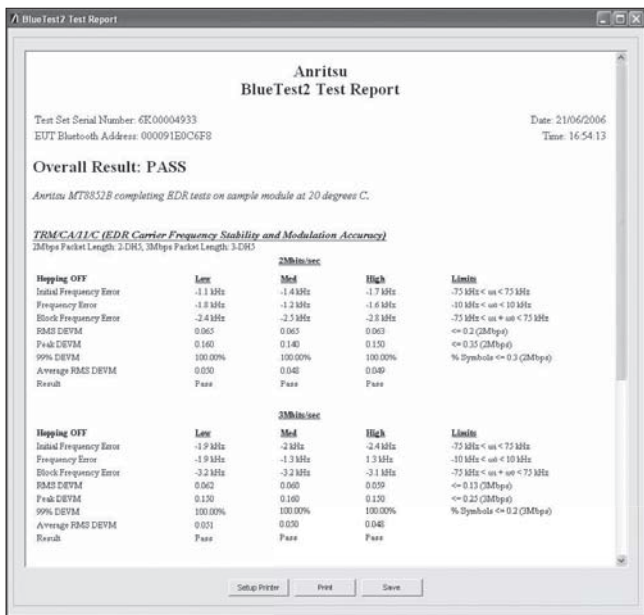 BlueTest2 Test Report
Anritsu
BlueTest2 Test Report
Test Set Serial Number: 6K00004933 Date: 21/06/2006
EUT Bluetooth Address: 000091E0C6F8 Time: 16:54:13
Overall Result: PASS
Anritsu MT8852B completing EDR tests on sample module at 20 degrees C.
TRM/CA/11/C (EDR Carrier Frequency Stability and Modulation Accuracy)
2Mbps Packet Length: 2-DH5, 3Mbps Packet Length: 3-DH5
2Mbits/sec
Hopping OFF Low Med High Limits
Initial Frequency Error -1.1 kHz -1.4 kHz -1.7 kHz -75 kHz < ωi < 75 kHz
Frequency Error -1.8 kHz -1.2 kHz -1.6 kHz -10 kHz < ωo < 10 kHz
Block Frequency Error -2.4 kHz -2.5 kHz -2.8 kHz -75 kHz < ωi + ωo < 75 kHz
RMS DEVM 0.065 0.065 0.063 <= 0.2 (2Mbps)
Peak DEVM 0.160 0.140 0.150 <= 0.35 (2Mbps)
99% DEVM 100.00% 100.00% 100.00% % Symbols <= 0.3 (2Mbps)
Average RMS DEVM 0.050 0.048 0.049
Result Pass Pass Pass
3Mbits/sec
Hopping OFF Low Med High Limits
Initial Frequency Error -1.9 kHz -2 kHz -2.4 kHz -75 kHz < ωi < 75 kHz
Frequency Error -1.9 kHz -1.3 kHz 1.3 kHz -10 kHz < ωo < 10 kHz
Block Frequency Error -3.2 kHz -3.2 kHz -3.1 kHz -75 kHz < ωi + ωo < 75 kHz
RMS DEVM 0.062 0.060 0.059 <= 0.13 (3Mbps)
Peak DEVM 0.150 0.160 0.150 <= 0.25 (3Mbps)
99% DEVM 100.00% 100.00% 100.00% % Symbols <= 0.2 (3Mbps)
Average RMS DEVM 0.051 0.050 0.048
Result Pass Pass Pass
Setup Printer Print Save